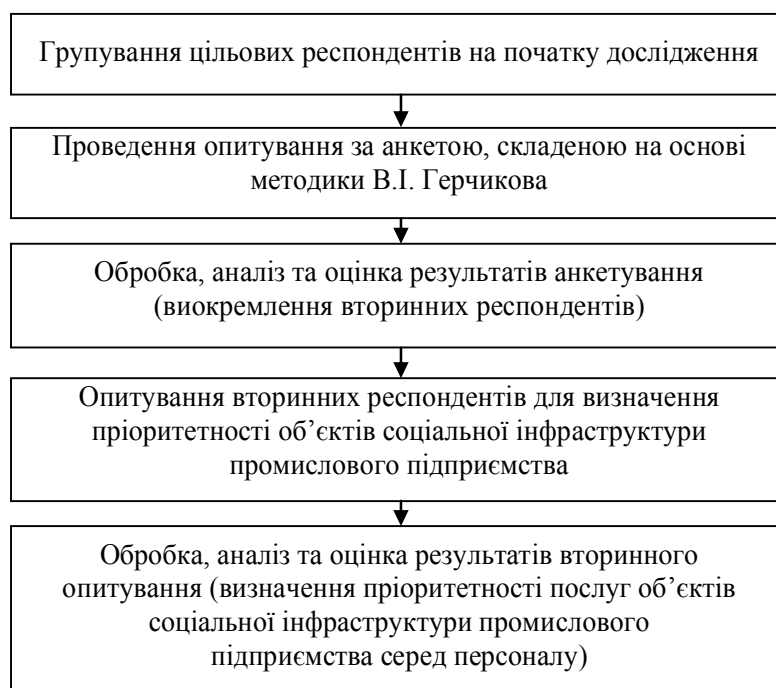 Групування цільових респондентів на початку дослідження
Проведення опитування за анкетою, складеною на основі
методики В.І. Герчикова
Обробка, аналіз та оцінка результатів анкетування
(виокремлення вторинних респондентів)
Опитування вторинних респондентів для визначення
пріоритетності об’єктів соціальної інфраструктури
промислового підприємства
Обробка, аналіз та оцінка результатів вторинного
опитування (визначення пріоритетності послуг об’єктів
соціальної інфраструктури промислового
підприємства серед персоналу)